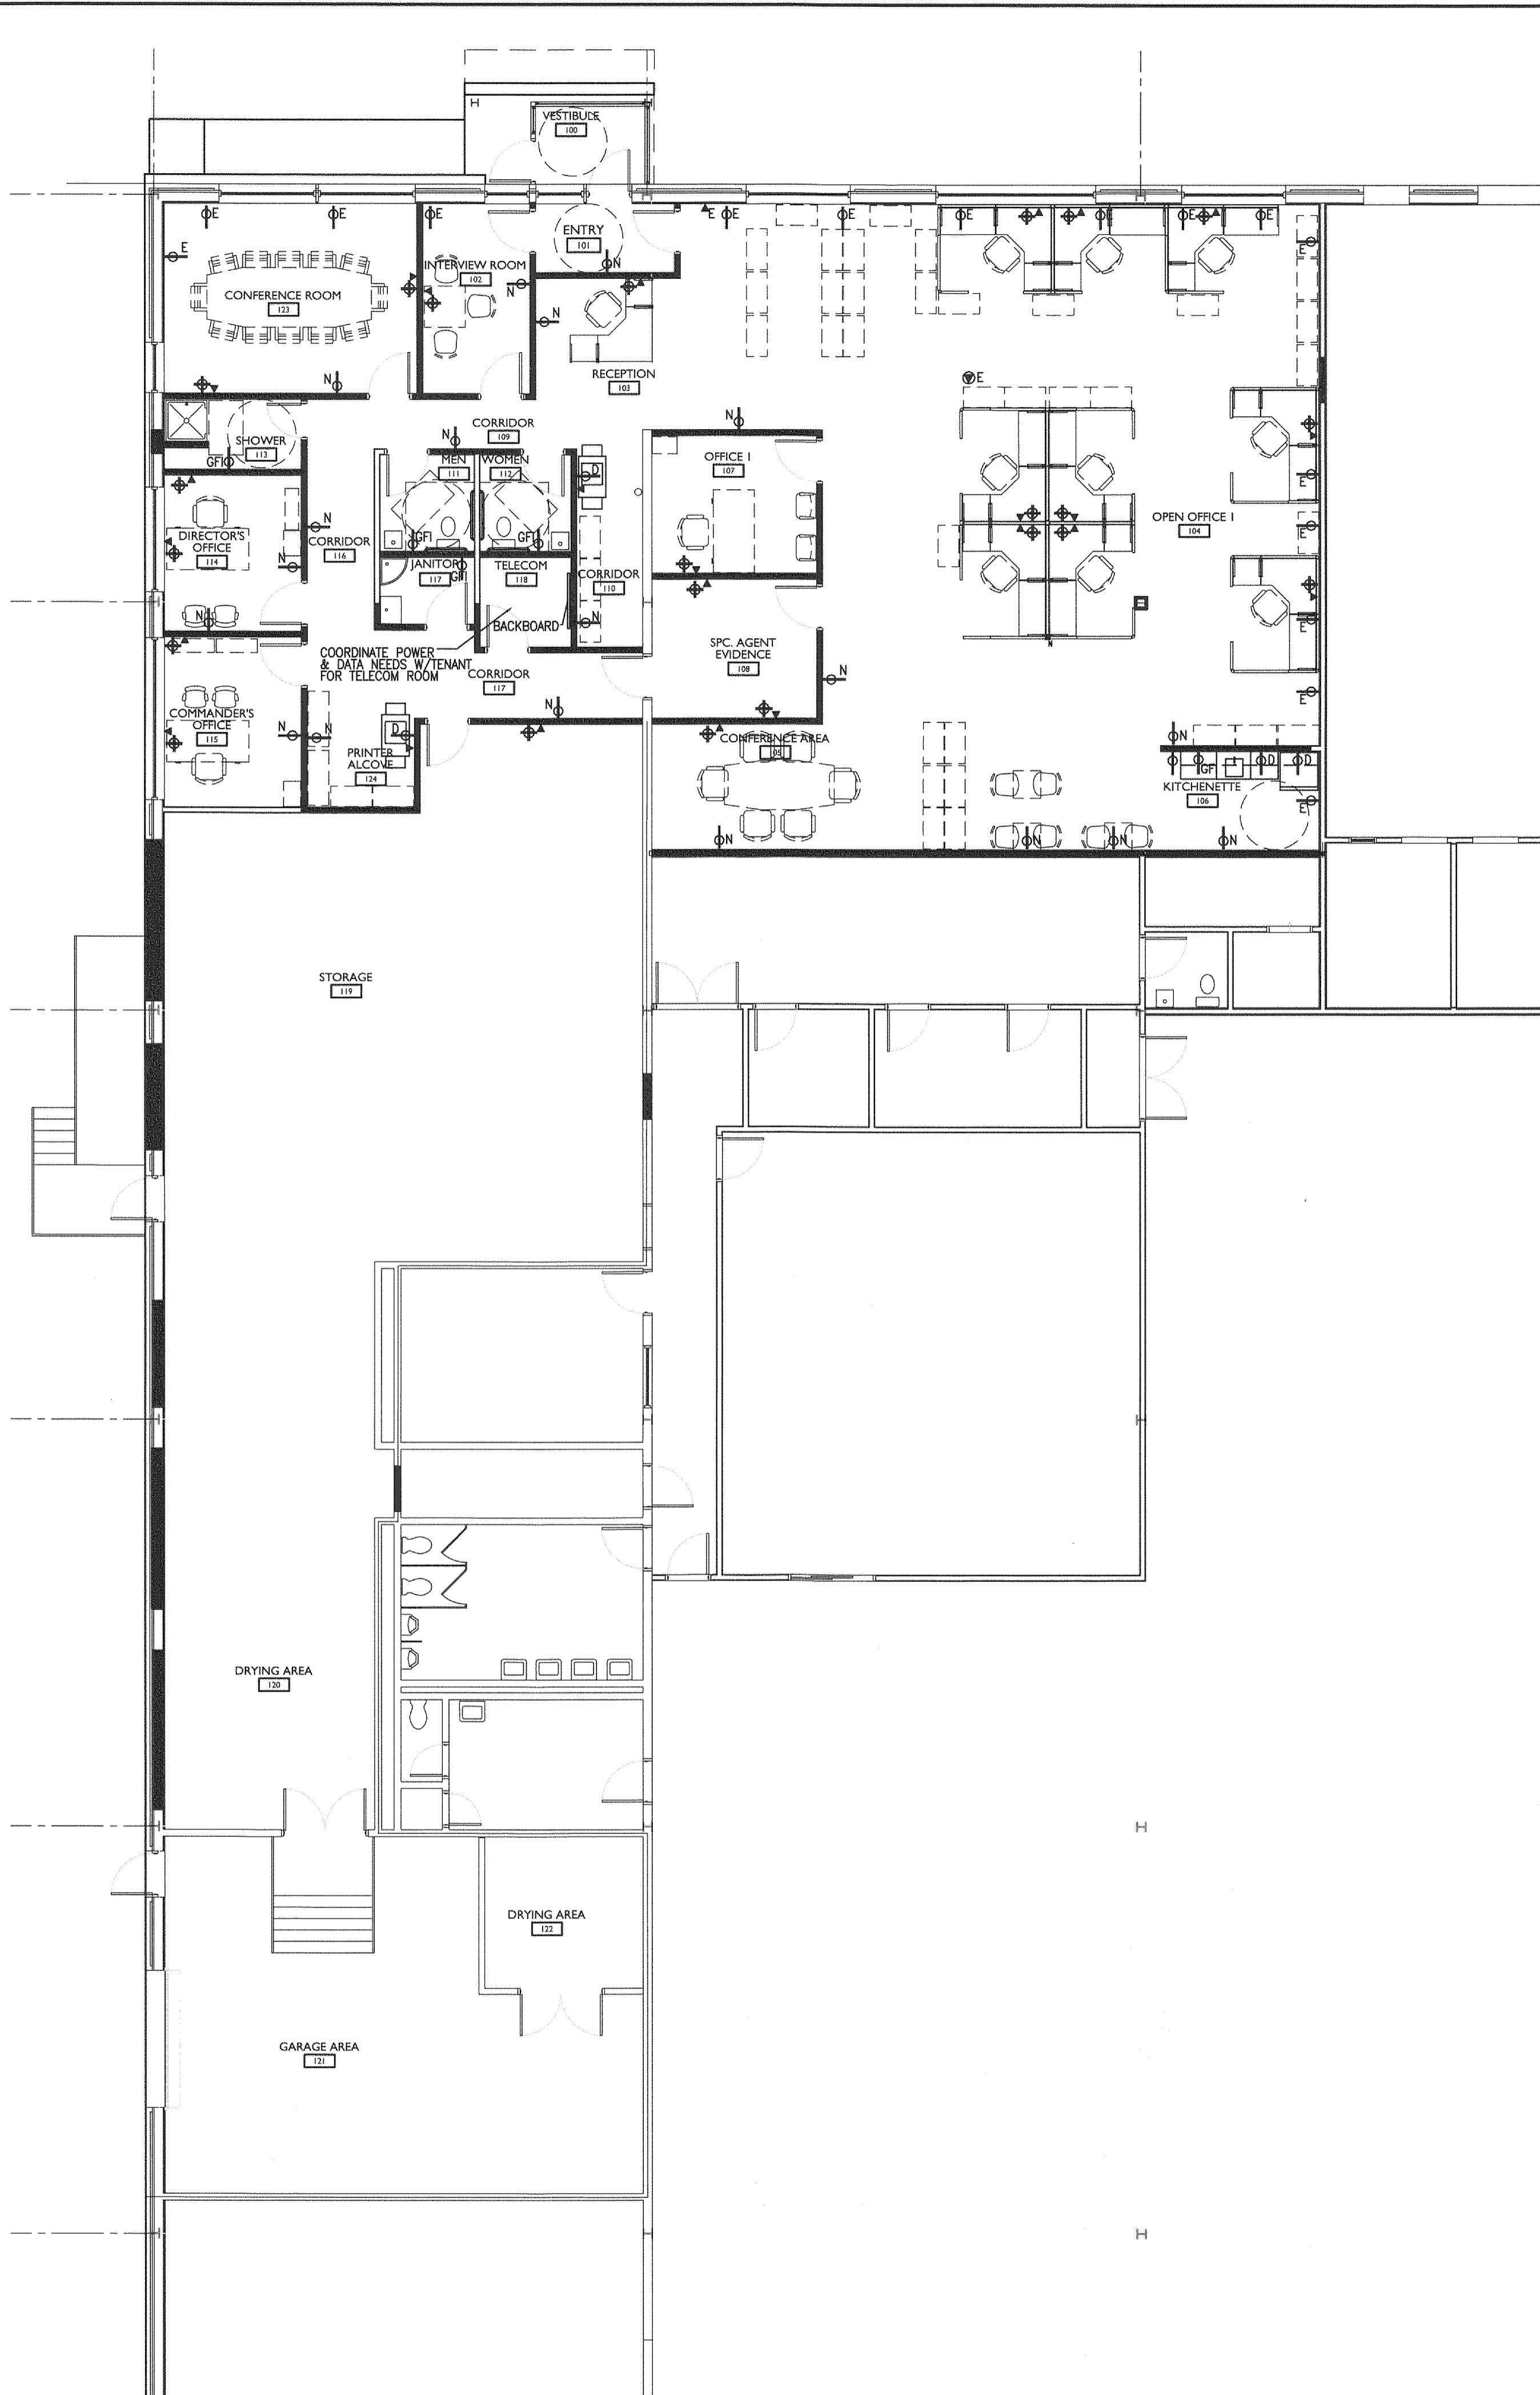 VESTIBULE
100
E
E
E
E
E
E
E
E
E
E
ENTRY
101
N
E
E
INTERVIEW ROOM
102
N
CONFERENCE ROOM
123
N
N
RECEPTION
103
E
N
CORRIDOR
109
N
SHOWER
113
GFI
MEN
111
WOMEN
112
D
OFFICE 1
107
E
N
DIRECTOR'S
OFFICE
114
N
CORRIDOR
116
GFI
GFI
OPEN OFFICE 1
104
E
JANITOR
117
GFI
TELECOM
118
CORRIDOR
110
N
BACKBOARD
N
E
COORDINATE POWER
& DATA NEEDS W/TENANT
FOR TELECOM ROOM
SPC. AGENT
EVIDENCE
108
N
CORRIDOR
117
N
E
COMMANDER'S
OFFICE
115
N
N
D
PRINTER
ALCOVE
124
CONFERENCE AREA
105
N
GFI
D
D
KITCHENETTE
106
E
N
N
N
N
STORAGE
119
DRYING AREA
120
DRYING AREA
122
GARAGE AREA
121